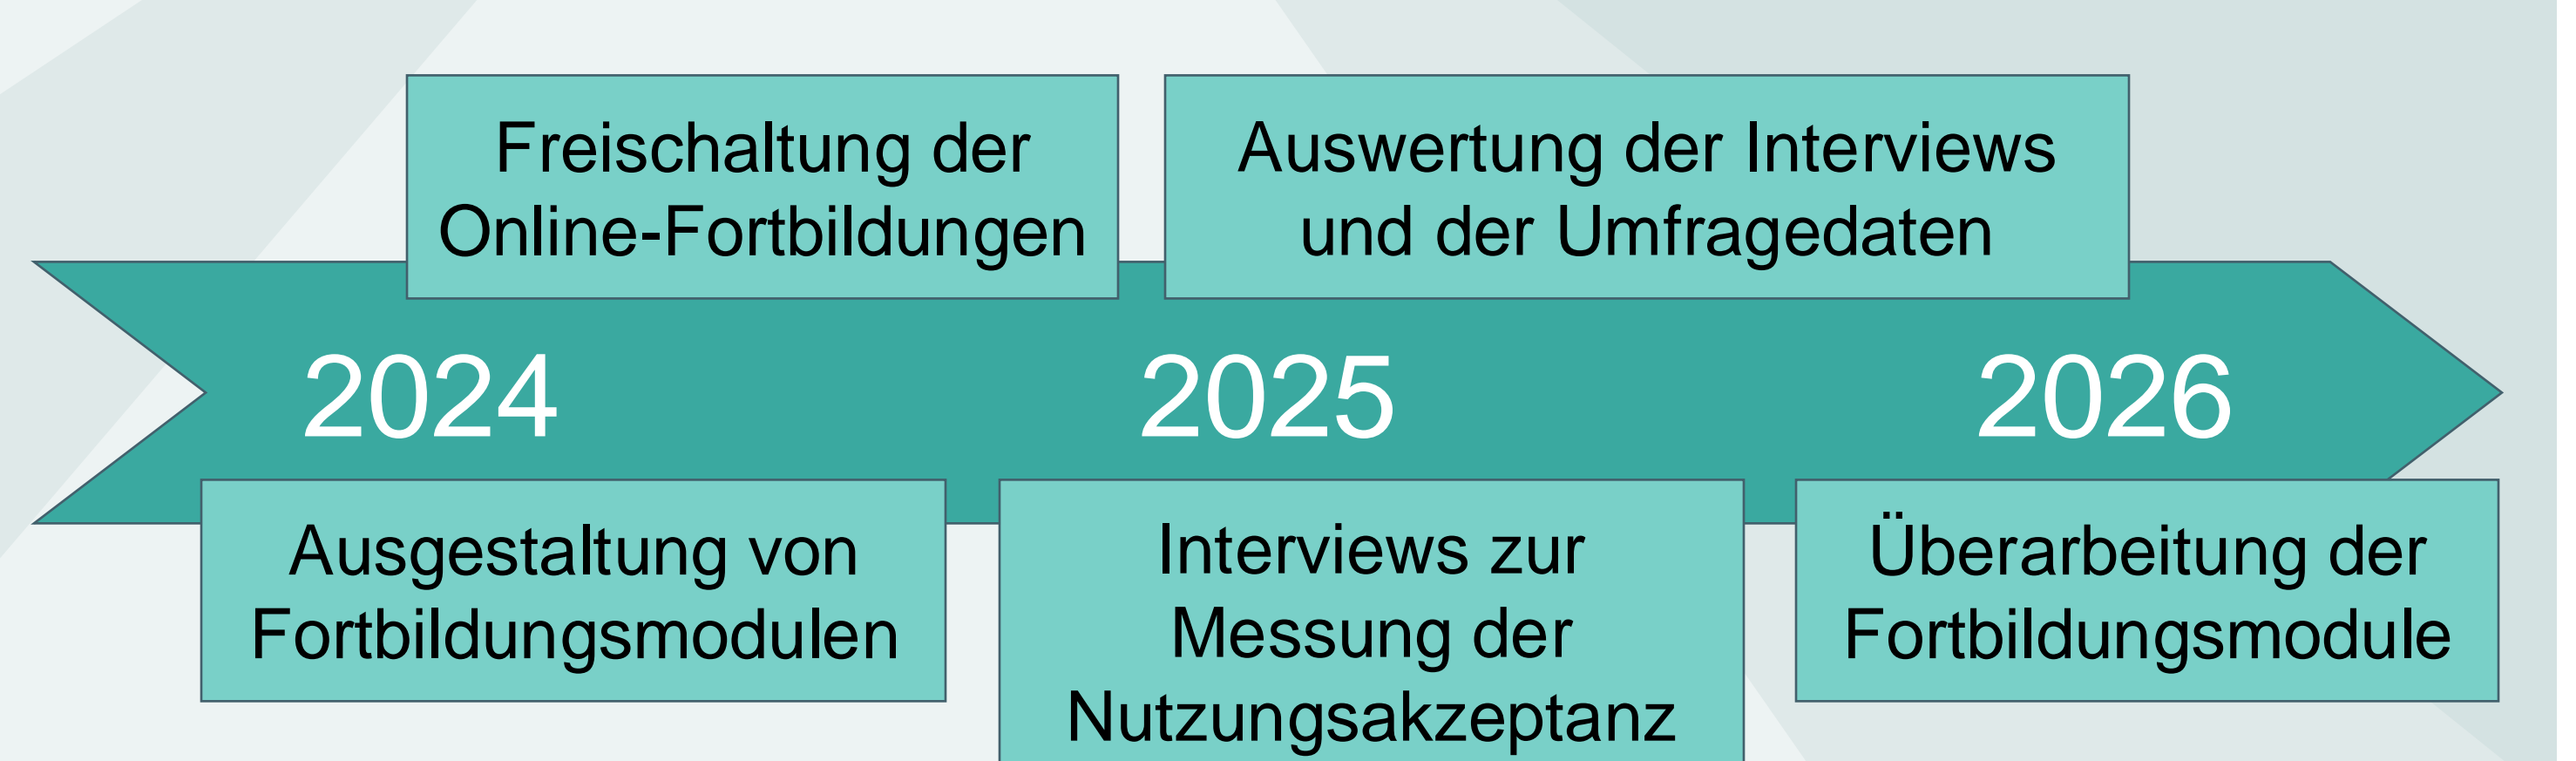 Freischaltung der
Online-Fortbildungen
Auswertung der Interviews
und der Umfragedaten
2024
2025
2026
Ausgestaltung von
Fortbildungsmodulen
Interviews zur
Messung der
Nutzungsakzeptanz
Überarbeitung der
Fortbildungsmodule